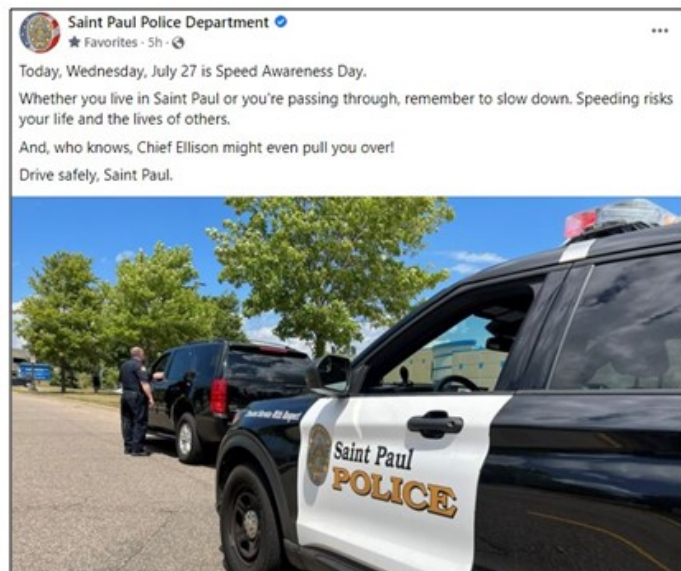 Saint Paul Police Department
Favorites · 5h ·
Today, Wednesday, July 27 is Speed Awareness Day.
Whether you live in Saint Paul or you're passing through, remember to slow down. Speeding risks
your life and the lives of others.
And, who knows, Chief Ellison might even pull you over!
Drive safely, Saint Paul.
Saint Paul
POLICE